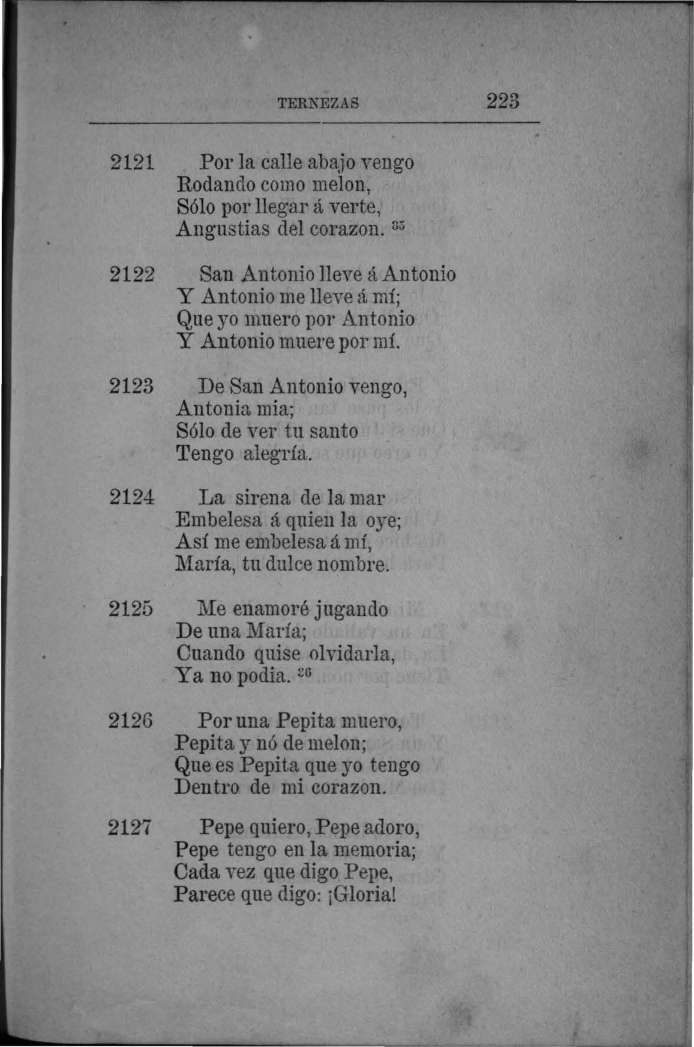 TERNEZAS 223
2121 Por la calle abajo vengo
Rodando como melon,
Sólo por llegar á verte,
Angustias del corazon. 35
2122 San Antonio lleve á Antonio
Y Antonio me lleve á mí;
Que yo muero por Antonio
Y Antonio muere por mí.
2123 De San Antonio vengo,
Antonia mia;
Sólo de ver tu santo
Tengo alegría.
2124 La sirena de la mar
Embelesa á quien la oye;
Así me embelesa á mí,
María, tu dulce nombre.
2125 Me enamoré jugando
De una María;
Cuando quise olvidarla,
Ya no podia. 36
2126 Por una Pepita muero,
Pepita y nó de melon;
Que es Pepita que yo tengo
Dentro de mi corazon.
2127 Pepe quiero, Pepe adoro,
Pepe tengo en la memoria;
Cada vez que digo Pepe,
Parece que digo: ¡Gloria!